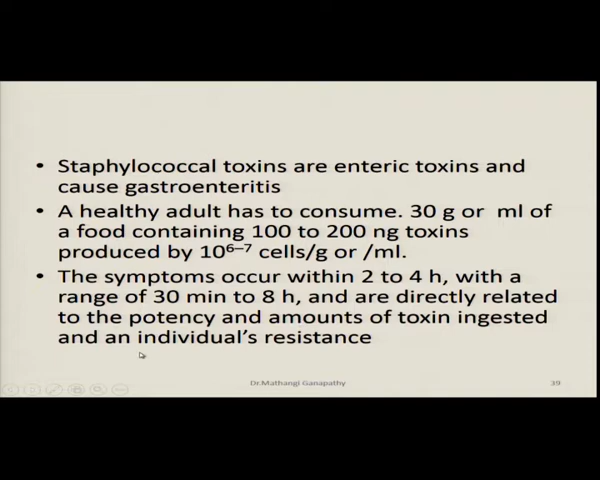 • Staphylococcal toxins are enteric toxins and
cause gastroenteritis
• A healthy adult has to consume. 30 g or ml of
a food containing 100 to 200 ng toxins
produced by 10⁶⁻⁷ cells/g or /ml.
• The symptoms occur within 2 to 4 h, with a
range of 30 min to 8 h, and are directly related
to the potency and amounts of toxin ingested
and an individual's resistance
Dr.Mathangi Ganapathy
39